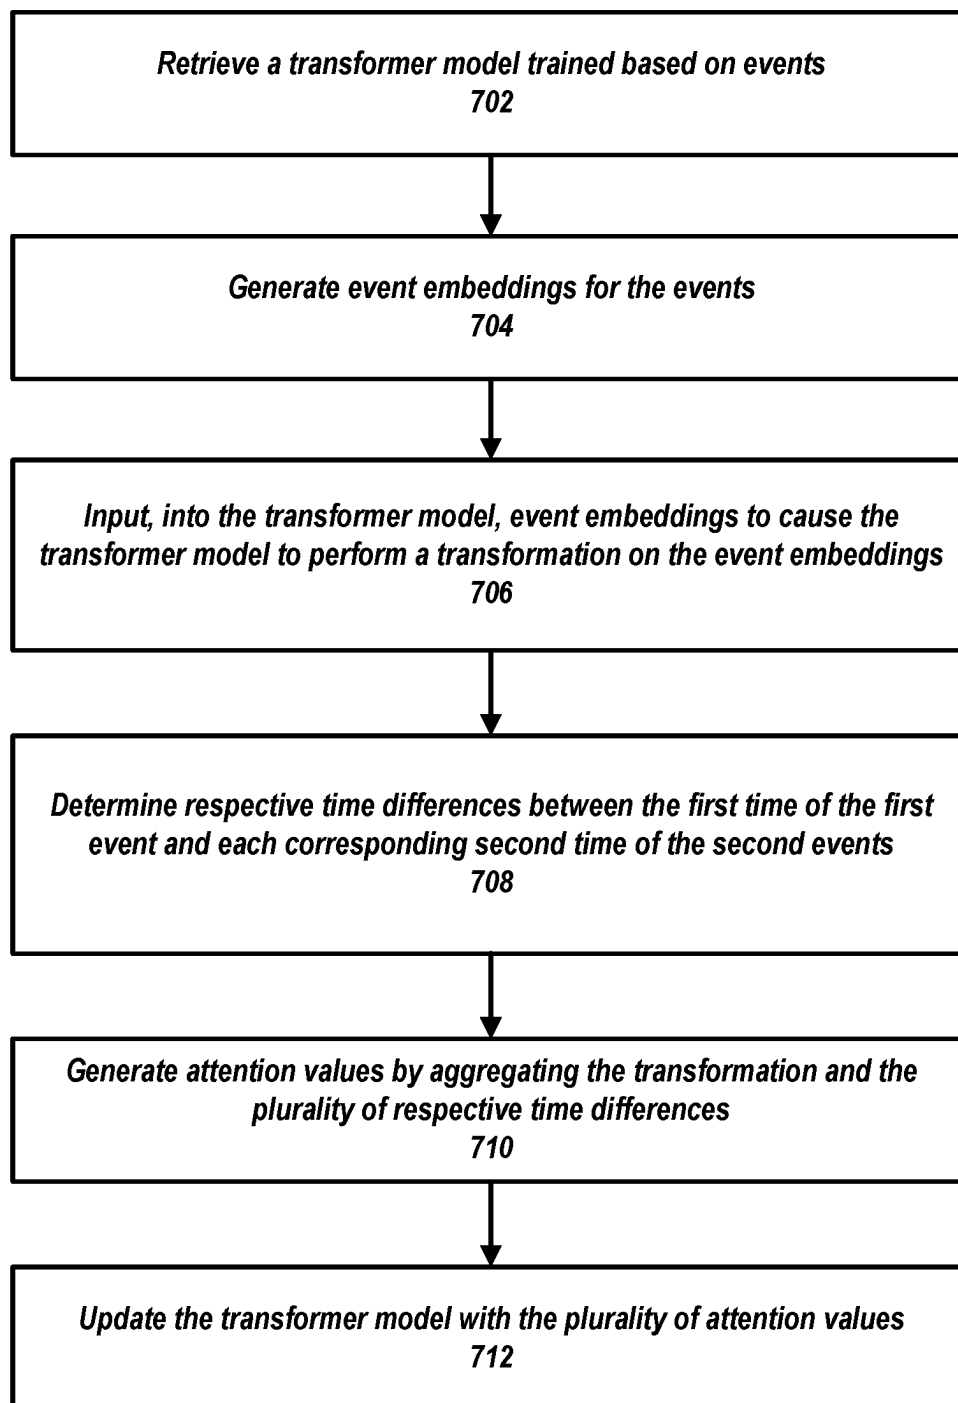 Retrieve a transformer model trained based on events
702
Generate event embeddings for the events
704
Input, into the transformer model, event embeddings to cause the
transformer model to perform a transformation on the event embeddings
706
Determine respective time differences between the first time of the first
event and each corresponding second time of the second events
708
Generate attention values by aggregating the transformation and the
plurality of respective time differences
710
Update the transformer model with the plurality of attention values
712